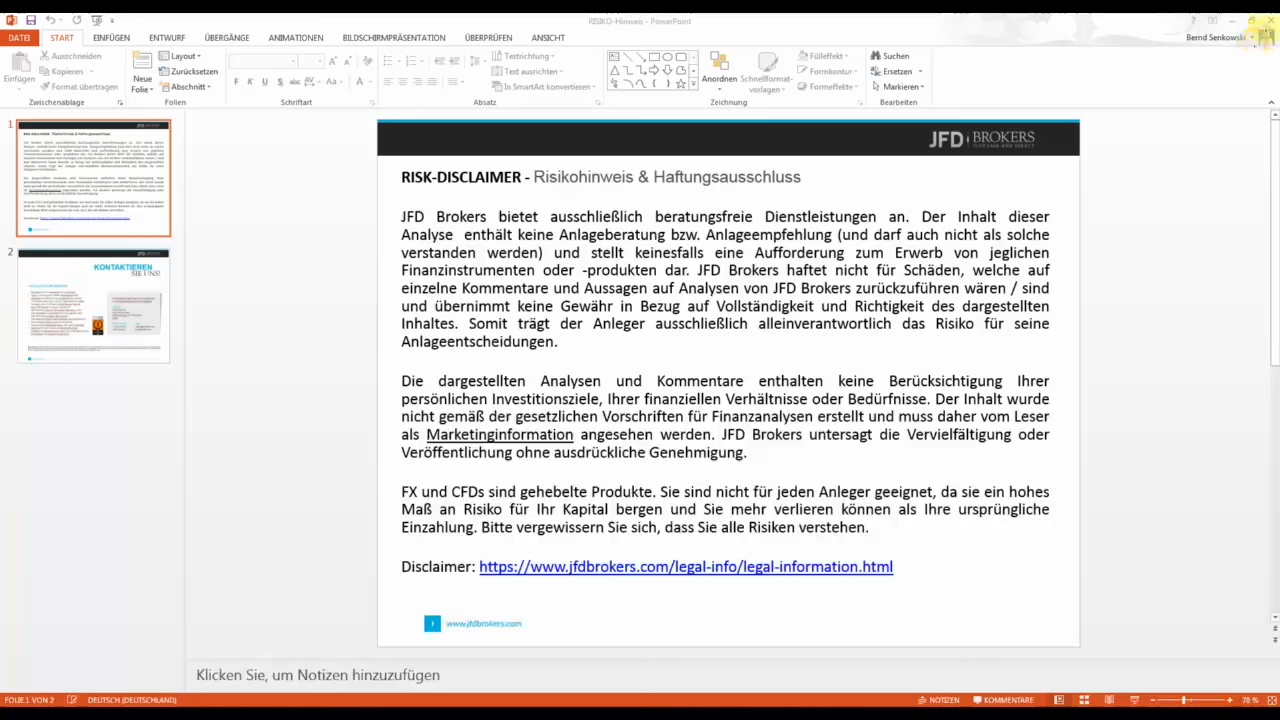 RISIKO-Hinweis - PowerPoint
DATEI START EINFÜGEN ENTWURF ÜBERGÄNGE ANIMATIONEN BILDSCHIRMPRÄSENTATION ÜBERPRÜFEN ANSICHT Bernd Senkowski
Einfügen
Ausschneiden
Kopieren
Format übertragen
Zwischenablage
Neue
Folie
Layout
Zurücksetzen
Abschnitt
Folien
Schriftart
Textrichtung
Text ausrichten
In SmartArt konvertieren
Absatz
Anordnen
Schnellformat-
vorlagen
Fülleffekt
Formkontur
Formeffekte
Zeichnung
Suchen
Ersetzen
Markieren
Bearbeiten
1
2
KONTAKTIEREN
SIE UNS!
JFD BROKERS
RISK-DISCLAIMER - Risikohinweis & Haftungsausschluss
JFD Brokers bietet ausschließlich beratungsfreie Dienstleistungen an. Der Inhalt dieser
Analyse enthält keine Anlageberatung bzw. Anlageempfehlung (und darf auch nicht als solche
verstanden werden) und stellt keinesfalls eine Aufforderung zum Erwerb von jeglichen
Finanzinstrumenten oder -produkten dar. JFD Brokers haftet nicht für Schäden, welche auf
einzelne Kommentare und Aussagen auf Analysen von JFD Brokers zurückzuführen wären / sind
und übernimmt keine Gewähr in Bezug auf Vollständigkeit und Richtigkeit des dargestellten
Inhaltes. Somit trägt der Anleger ausschließlich alleinverantwortlich das Risiko für seine
Anlageentscheidungen.
Die dargestellten Analysen und Kommentare enthalten keine Berücksichtigung Ihrer
persönlichen Investitionsziele, Ihrer finanziellen Verhältnisse oder Bedürfnisse. Der Inhalt wurde
nicht gemäß der gesetzlichen Vorschriften für Finanzanalysen erstellt und muss daher vom Leser
als Marketinginformation angesehen werden. JFD Brokers untersagt die Vervielfältigung oder
Veröffentlichung ohne ausdrückliche Genehmigung.
FX und CFDs sind gehebelte Produkte. Sie sind nicht für jeden Anleger geeignet, da sie ein hohes
Maß an Risiko für Ihr Kapital bergen und Sie mehr verlieren können als Ihre ursprüngliche
Einzahlung. Bitte vergewissern Sie sich, dass Sie alle Risiken verstehen.
Disclaimer: https://www.jfdbrokers.com/legal-info/legal-information.html
www.jfdbrokers.com
Klicken Sie, um Notizen hinzuzufügen
FOLIE 1 VON 2 DEUTSCH (DEUTSCHLAND) NOTIZEN KOMMENTARE 78 %